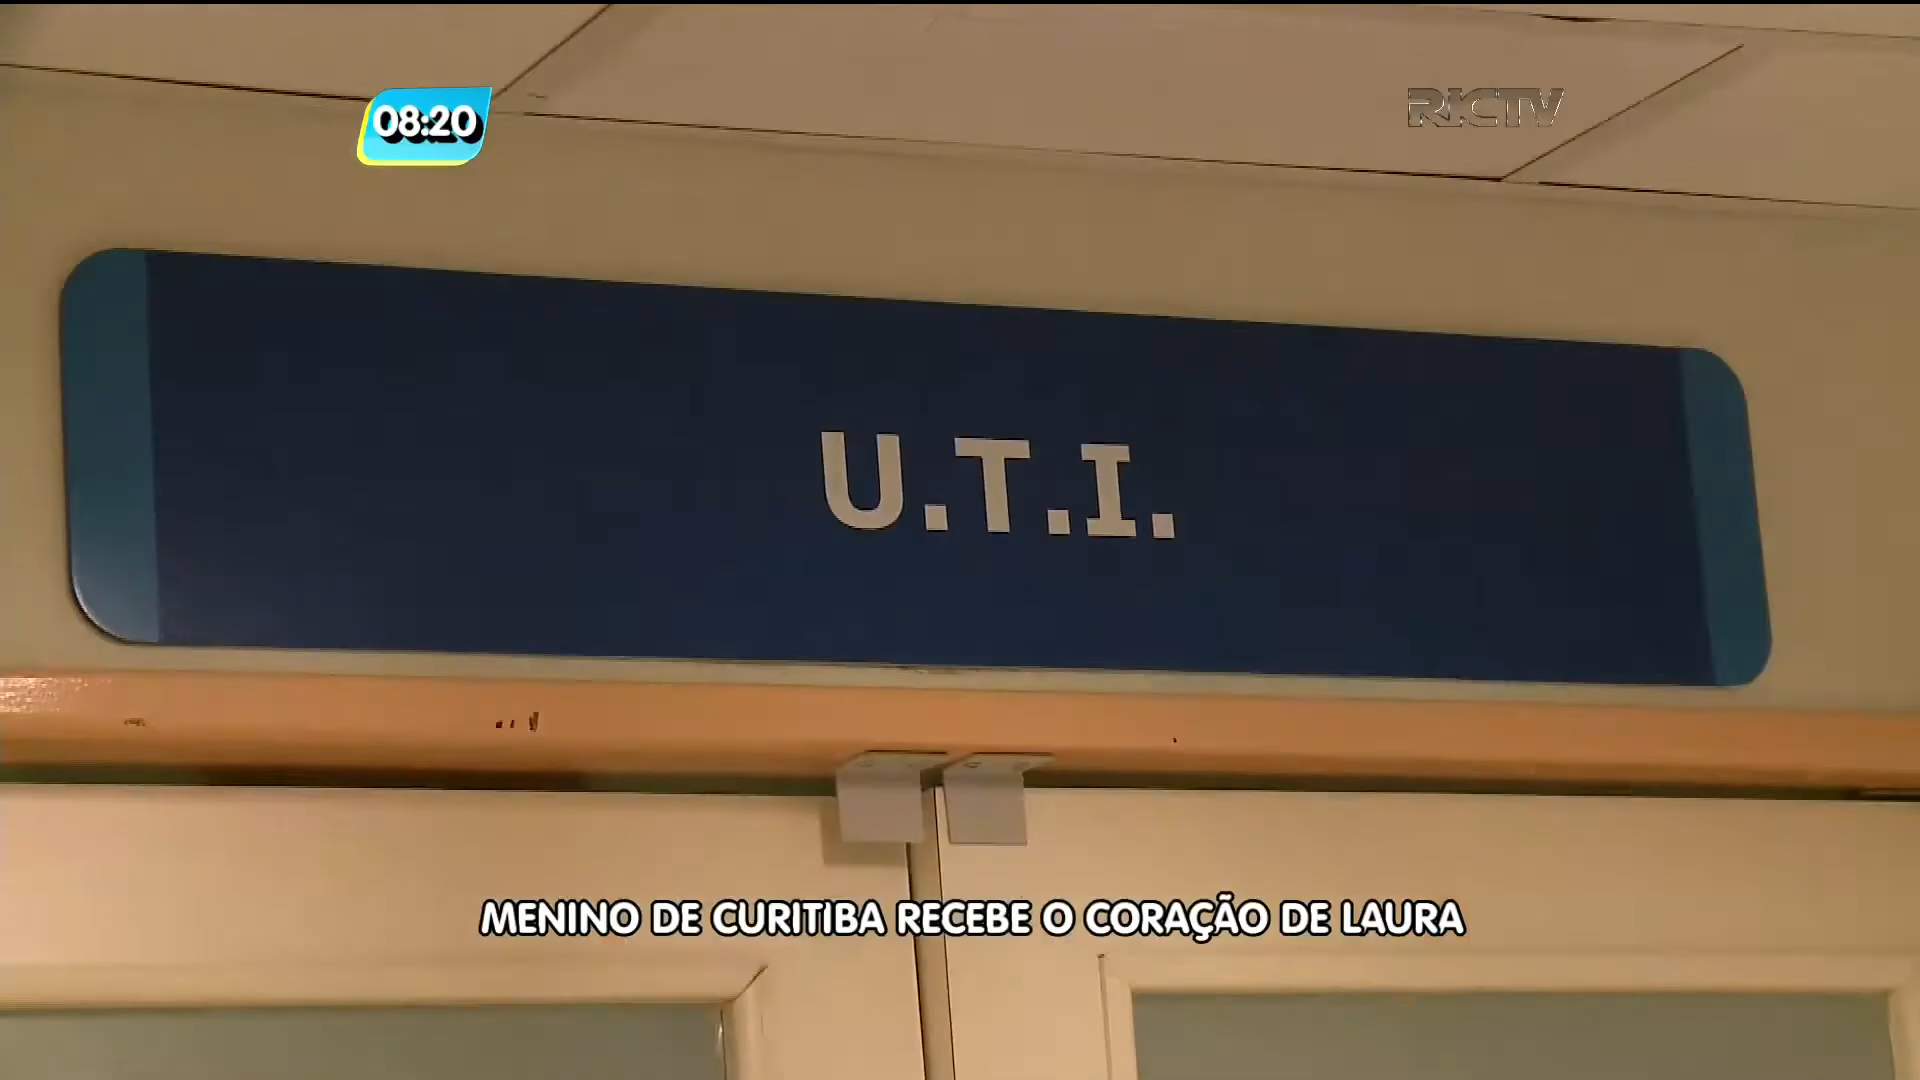 08:20
RICTV
U.T.I.
MENINO DE CURITIBA RECEBE O CORAÇÃO DE LAURA